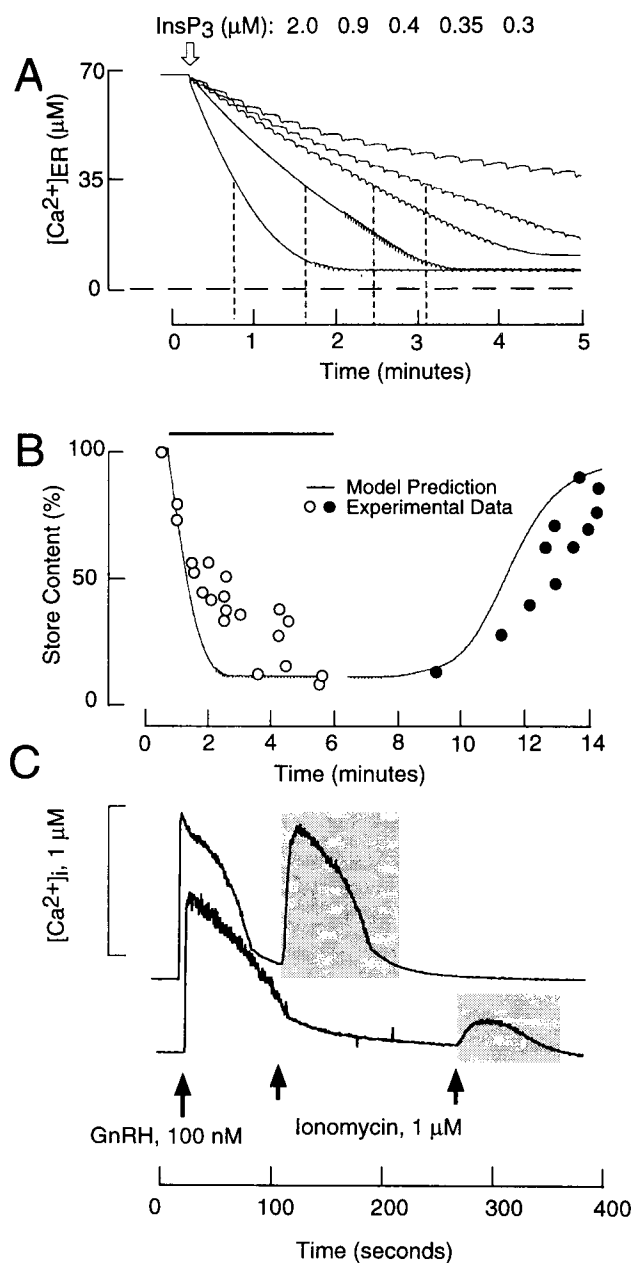 InsP3 (μM): 2.0 0.9 0.4 0.35 0.3
A
70
35
0
[Ca2+]ER (μM)
0 1 2 3 4 5
Time (minutes)
B
100
50
0
Store Content (%)
Model Prediction
Experimental Data
0 2 4 6 8 10 12 14
Time (minutes)
C
[Ca2+]i, 1 μM
GnRH, 100 nM
Ionomycin, 1 μM
0 100 200 300 400
Time (seconds)